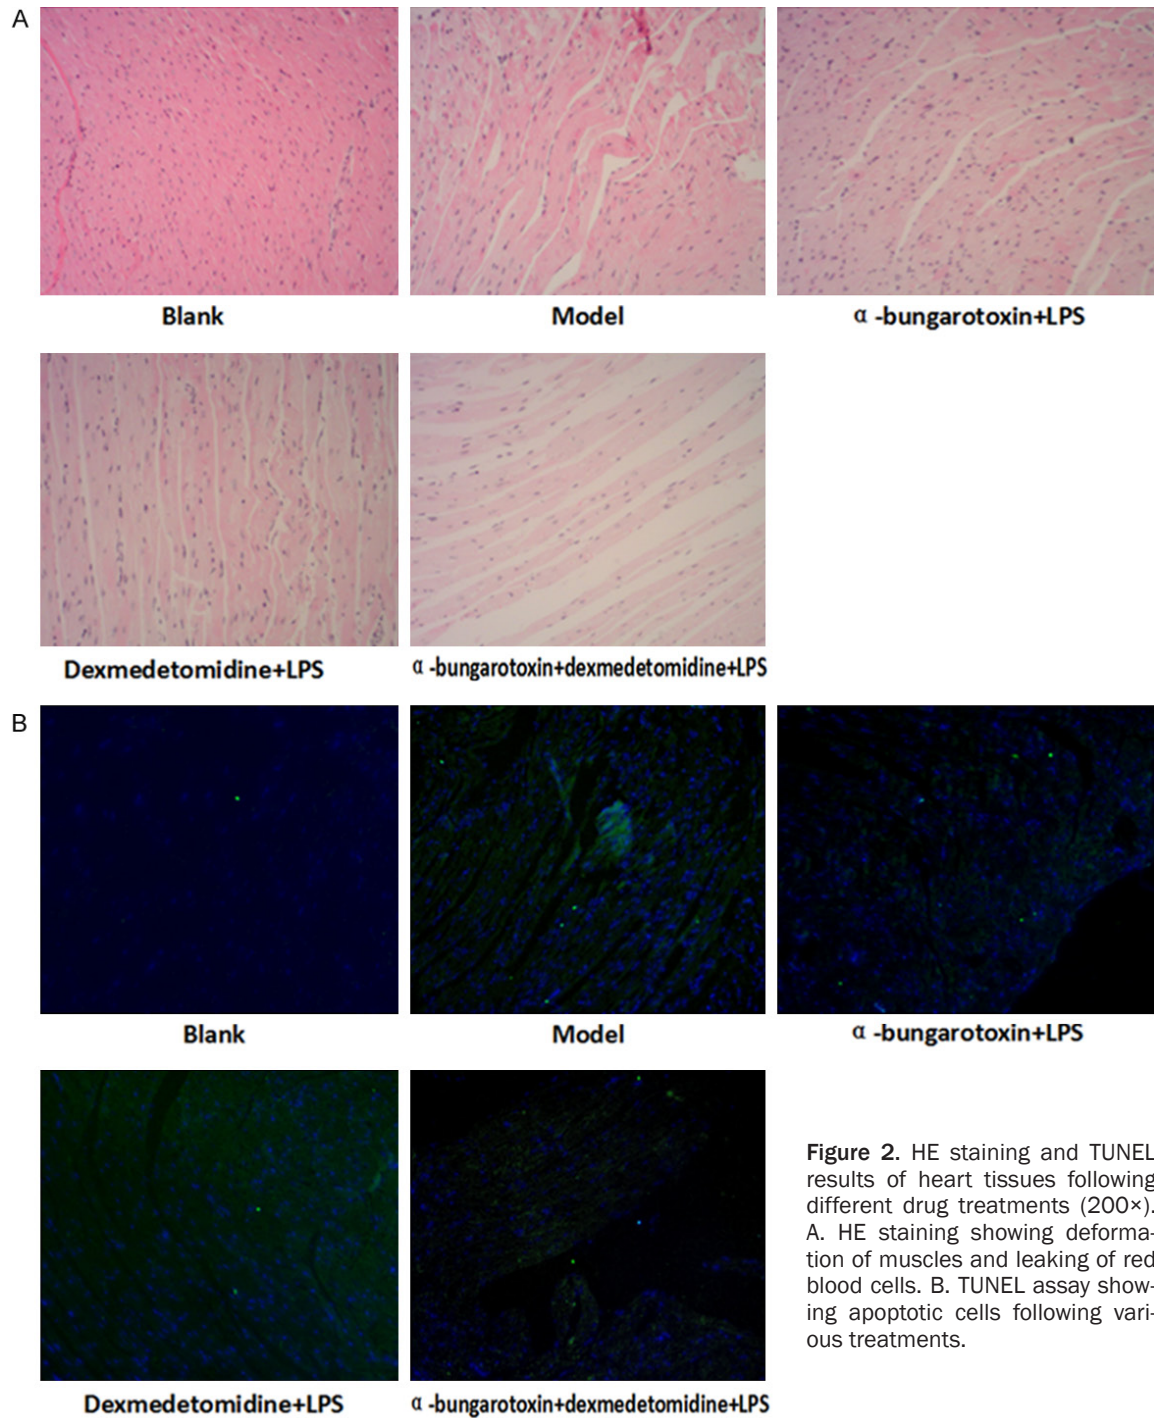 A
Blank
Model
α-bungarotoxin+LPS
Dexmedetomidine+LPS
α-bungarotoxin+dexmedetomidine+LPS
B
Blank
Model
α-bungarotoxin+LPS
Dexmedetomidine+LPS
α-bungarotoxin+dexmedetomidine+LPS
Figure 2. HE staining and TUNEL
results of heart tissues following
different drug treatments (200×).
A. HE staining showing deforma-
tion of muscles and leaking of red
blood cells. B. TUNEL assay show-
ing apoptotic cells following vari-
ous treatments.